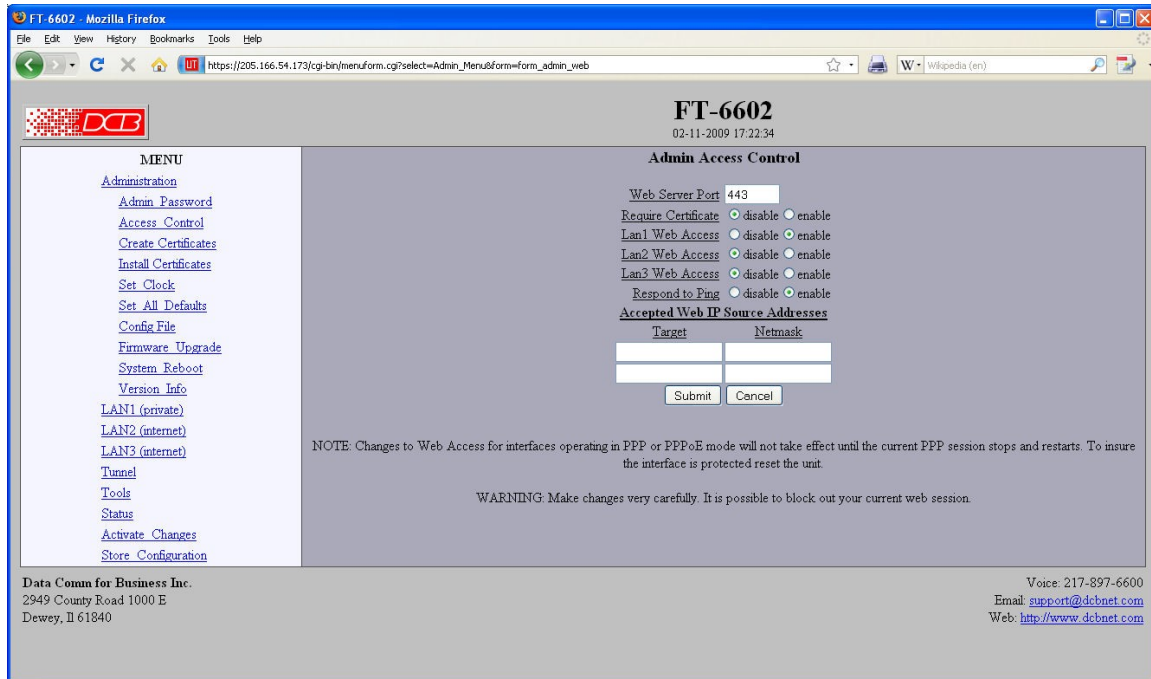 FT-6602 - Mozilla Firefox
File Edit View History Bookmarks Tools Help
https://205.166.54.173/cgi-bin/menuform.cgi?select=Admin_Menu&form=form_admin_web
W Wikipedia (en)
DCB
FT-6602
02-11-2009 17:22:34
MENU
Administration
Admin Password
Access Control
Create Certificates
Install Certificates
Set Clock
Set All Defaults
Config File
Firmware Upgrade
System Reboot
Version Info
LAN1 (private)
LAN2 (internet)
LAN3 (internet)
Tunnel
Tools
Status
Activate Changes
Store Configuration
Admin Access Control
Web Server Port 443
Require Certificate disable enable
Lan1 Web Access disable enable
Lan2 Web Access disable enable
Lan3 Web Access disable enable
Respond to Ping disable enable
Accepted Web IP Source Addresses
Target Netmask
Submit Cancel
NOTE: Changes to Web Access for interfaces operating in PPP or PPPoE mode will not take effect until the current PPP session stops and restarts. To insure
the interface is protected reset the unit.
WARNING: Make changes very carefully. It is possible to block out your current web session.
Data Comm for Business Inc.
2949 County Road 1000 E
Dewey, Il 61840
Voice: 217-897-6600
Email: support@dcbnet.com
Web: http://www.dcbnet.com